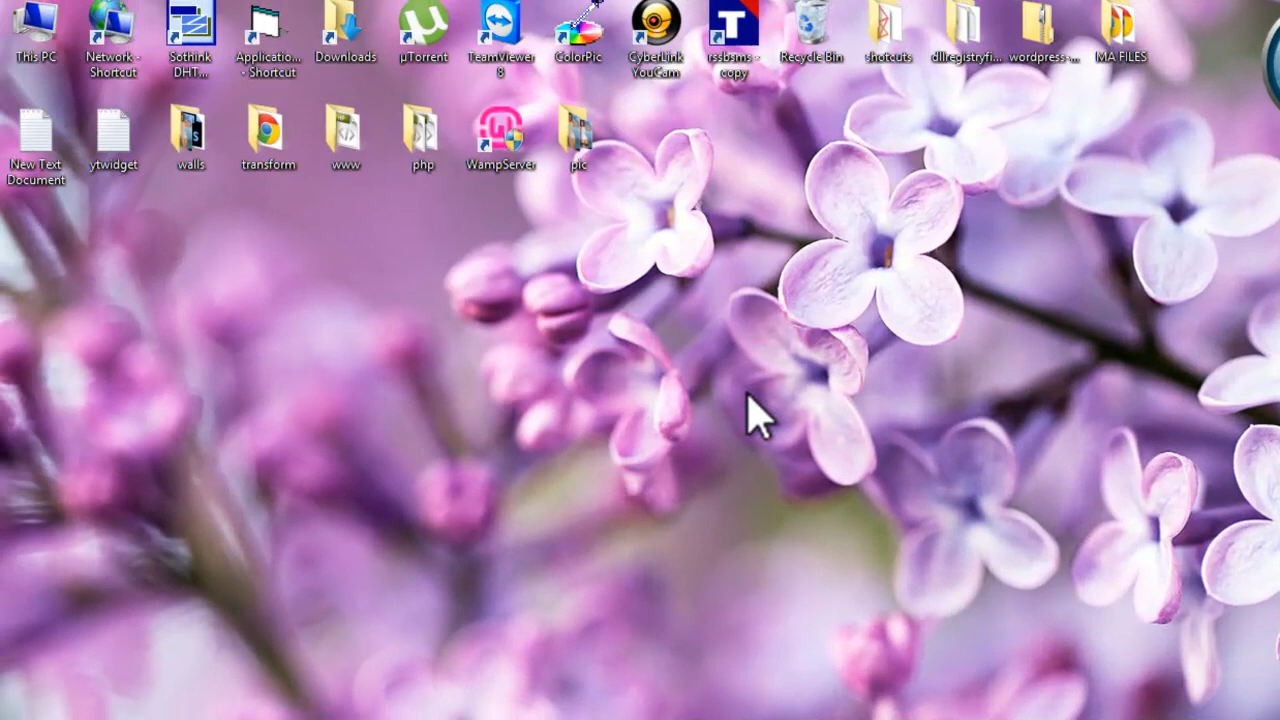 This PC
Network - Shortcut
Sothink DHT...
Applicatio... - Shortcut
Downloads
µTorrent
TeamViewer 8
ColorPic
CyberLink YouCam
rssbsms - copy
Recycle Bin
shotcuts
dllregistryfi...
wordpress-...
MA FILES
New Text Document
ytwidget
walls
transform
www
php
WampServer
pic